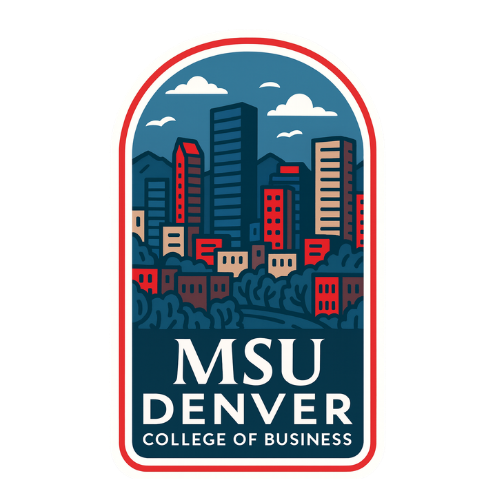 MSU
DENVER
COLLEGE OF BUSINESS